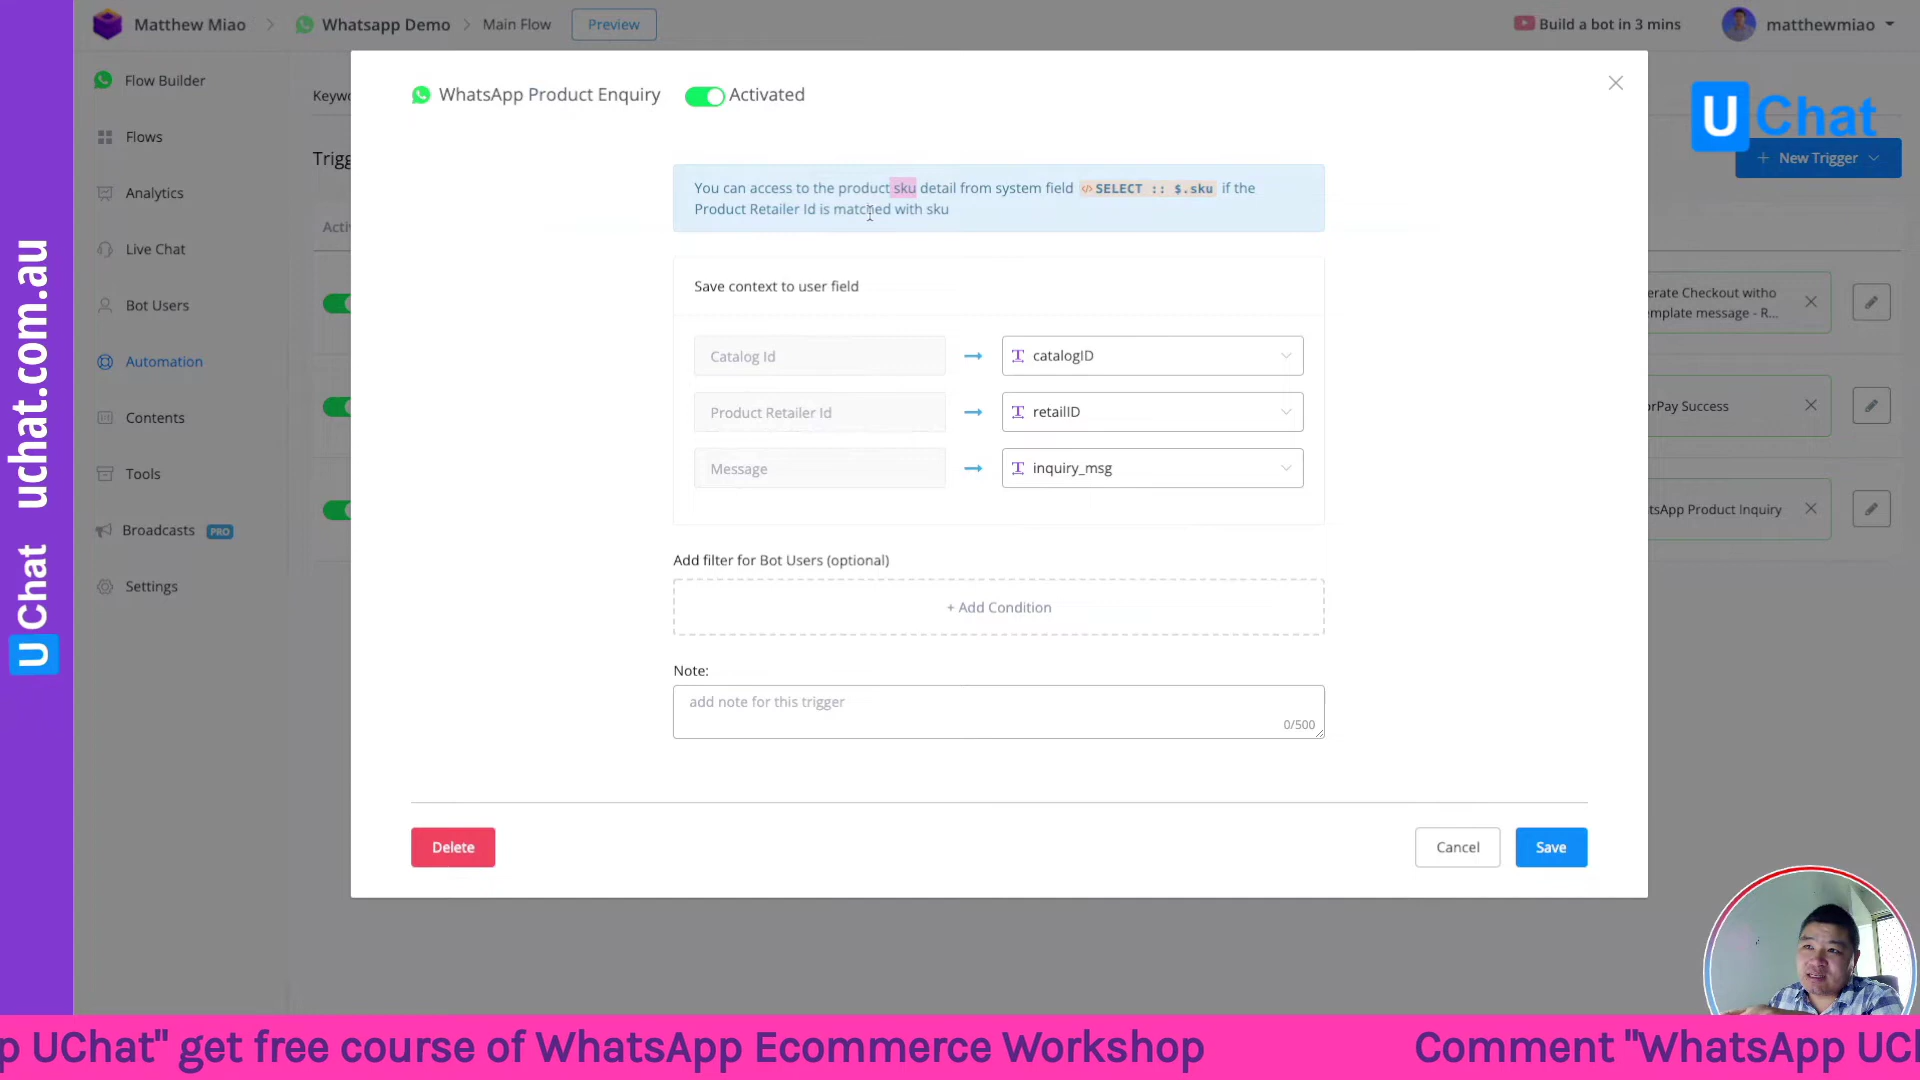 Matthew Miao
Whatsapp Demo
Main Flow
Preview
Build a bot in 3 mins
matthewmiao
Flow Builder
Flows
Analytics
Live Chat
Bot Users
Automation
Contents
Tools
Broadcasts PRO
Settings
U Chat uchat.com.au
Keywo
Trigg
Acti
WhatsApp Product Enquiry
Activated
You can access to the product sku detail from system field </>SELECT :: $.sku if the
Product Retailer Id is matched with sku
Save context to user field
Catalog Id
catalogID
Product Retailer Id
retailID
Message
inquiry_msg
Add filter for Bot Users (optional)
+ Add Condition
Note:
add note for this trigger
0/500
Delete
Cancel
Save
U Chat
+ New Trigger
erate Checkout witho
mplate message - R...
orPay Success
tsApp Product Inquiry
p UChat" get free course of WhatsApp Ecommerce Workshop
Comment "WhatsApp UCh